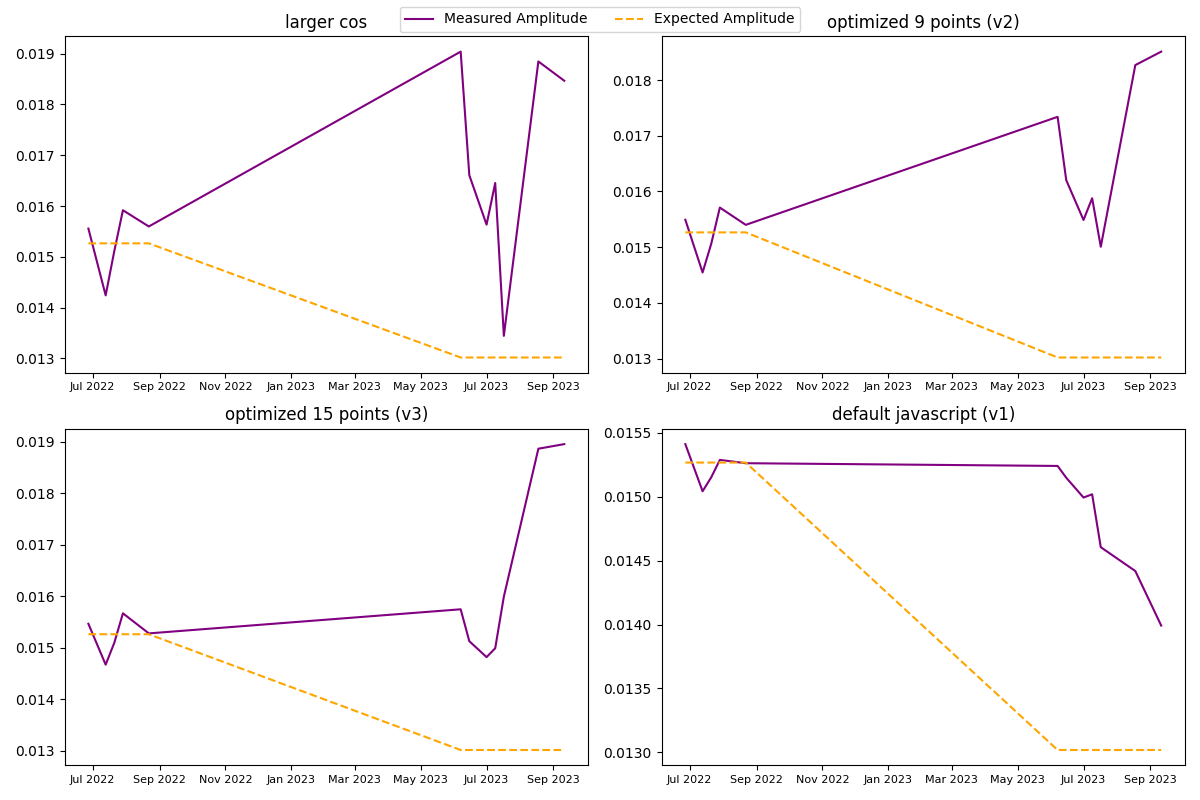 Measured Amplitude Expected Amplitude
larger cos
0.019
0.018
0.017
0.016
0.015
0.014
0.013
Jul 2022 Sep 2022 Nov 2022 Jan 2023 Mar 2023 May 2023 Jul 2023 Sep 2023
optimized 9 points (v2)
0.018
0.017
0.016
0.015
0.014
0.013
Jul 2022 Sep 2022 Nov 2022 Jan 2023 Mar 2023 May 2023 Jul 2023 Sep 2023
optimized 15 points (v3)
0.019
0.018
0.017
0.016
0.015
0.014
0.013
Jul 2022 Sep 2022 Nov 2022 Jan 2023 Mar 2023 May 2023 Jul 2023 Sep 2023
default javascript (v1)
0.0155
0.0150
0.0145
0.0140
0.0135
0.0130
Jul 2022 Sep 2022 Nov 2022 Jan 2023 Mar 2023 May 2023 Jul 2023 Sep 2023